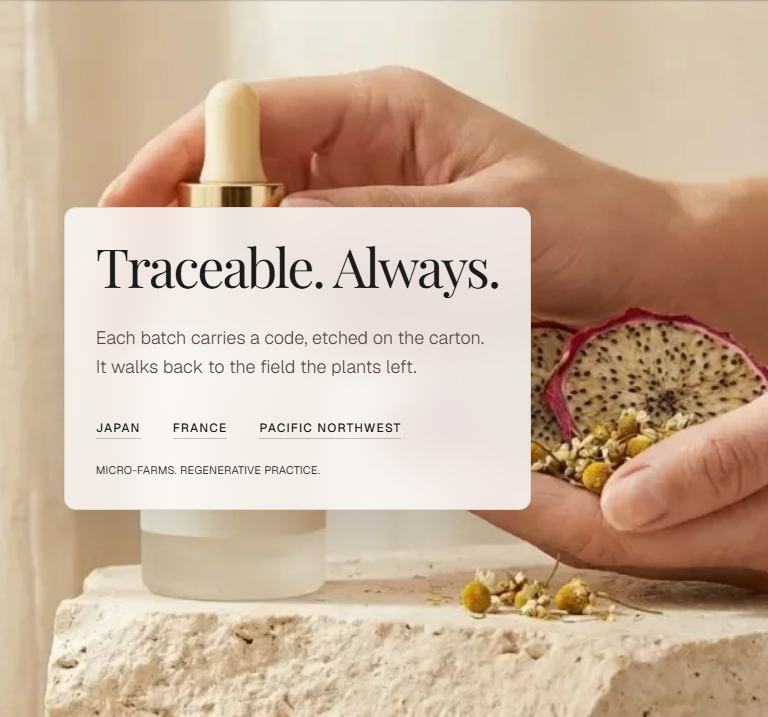 Traceable. Always.
Each batch carries a code, etched on the carton.
It walks back to the field the plants left.
JAPAN FRANCE PACIFIC NORTHWEST
MICRO-FARMS. REGENERATIVE PRACTICE.